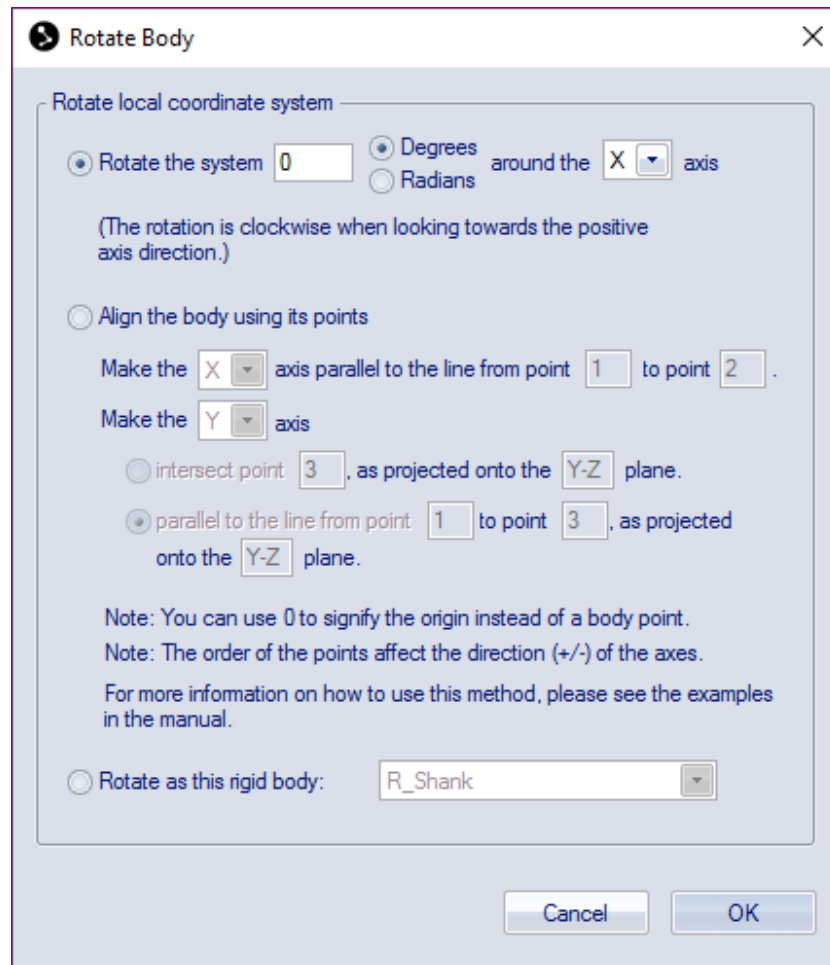 Rotate Body
Rotate local coordinate system
Rotate the system 0 Degrees around the X axis
Radians
(The rotation is clockwise when looking towards the positive
axis direction.)
Align the body using its points
Make the X axis parallel to the line from point 1 to point 2 .
Make the Y axis
intersect point 3 , as projected onto the Y-Z plane.
parallel to the line from point 1 to point 3 , as projected
onto the Y-Z plane.
Note: You can use 0 to signify the origin instead of a body point.
Note: The order of the points affect the direction (+/-) of the axes.
For more information on how to use this method, please see the examples
in the manual.
Rotate as this rigid body: R_Shank
Cancel OK